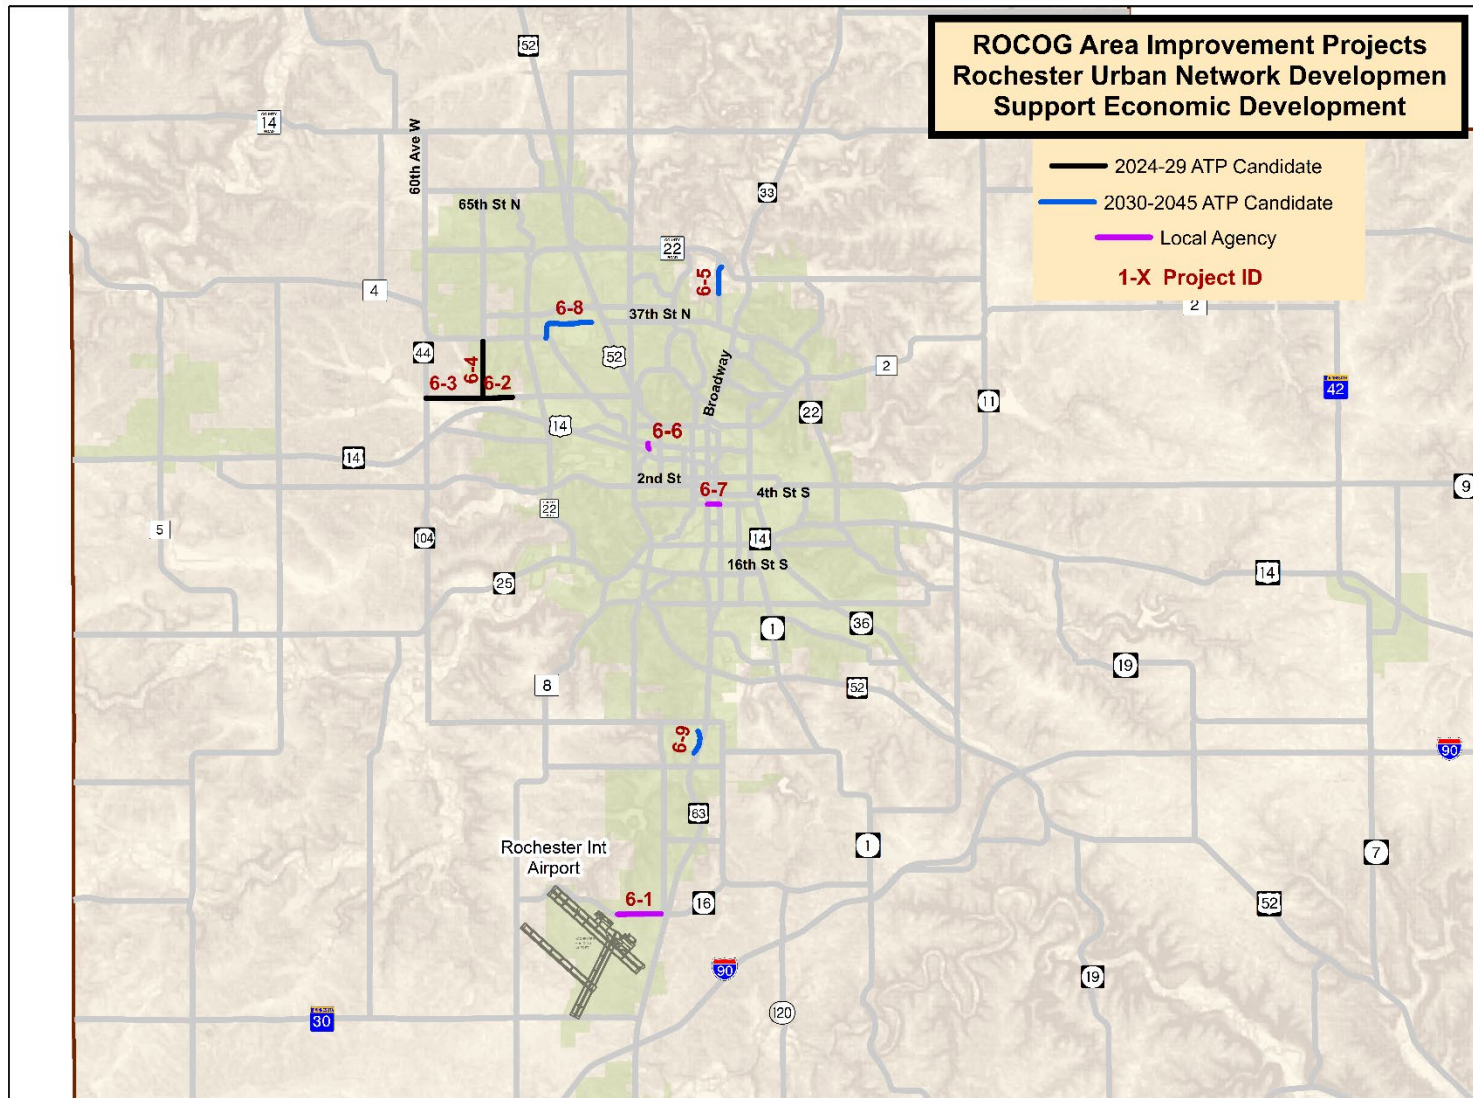 ROCOG Area Improvement Projects
Rochester Urban Network Developmen
Support Economic Development
2024-29 ATP Candidate
2030-2045 ATP Candidate
Local Agency
1-X Project ID
52
14
60th Ave W
33
65th St N
22
6-5
4
2
6-8
37th St N
44
52
2
42
6-4
6-3
6-2
Broadway
11
22
14
6-6
14
2nd St
6-7
4th St S
9
22
5
104
14
16th St S
14
25
1
36
19
8
52
6-9
90
63
Rochester Int
Airport
1
7
6-1
16
52
90
19
30
120